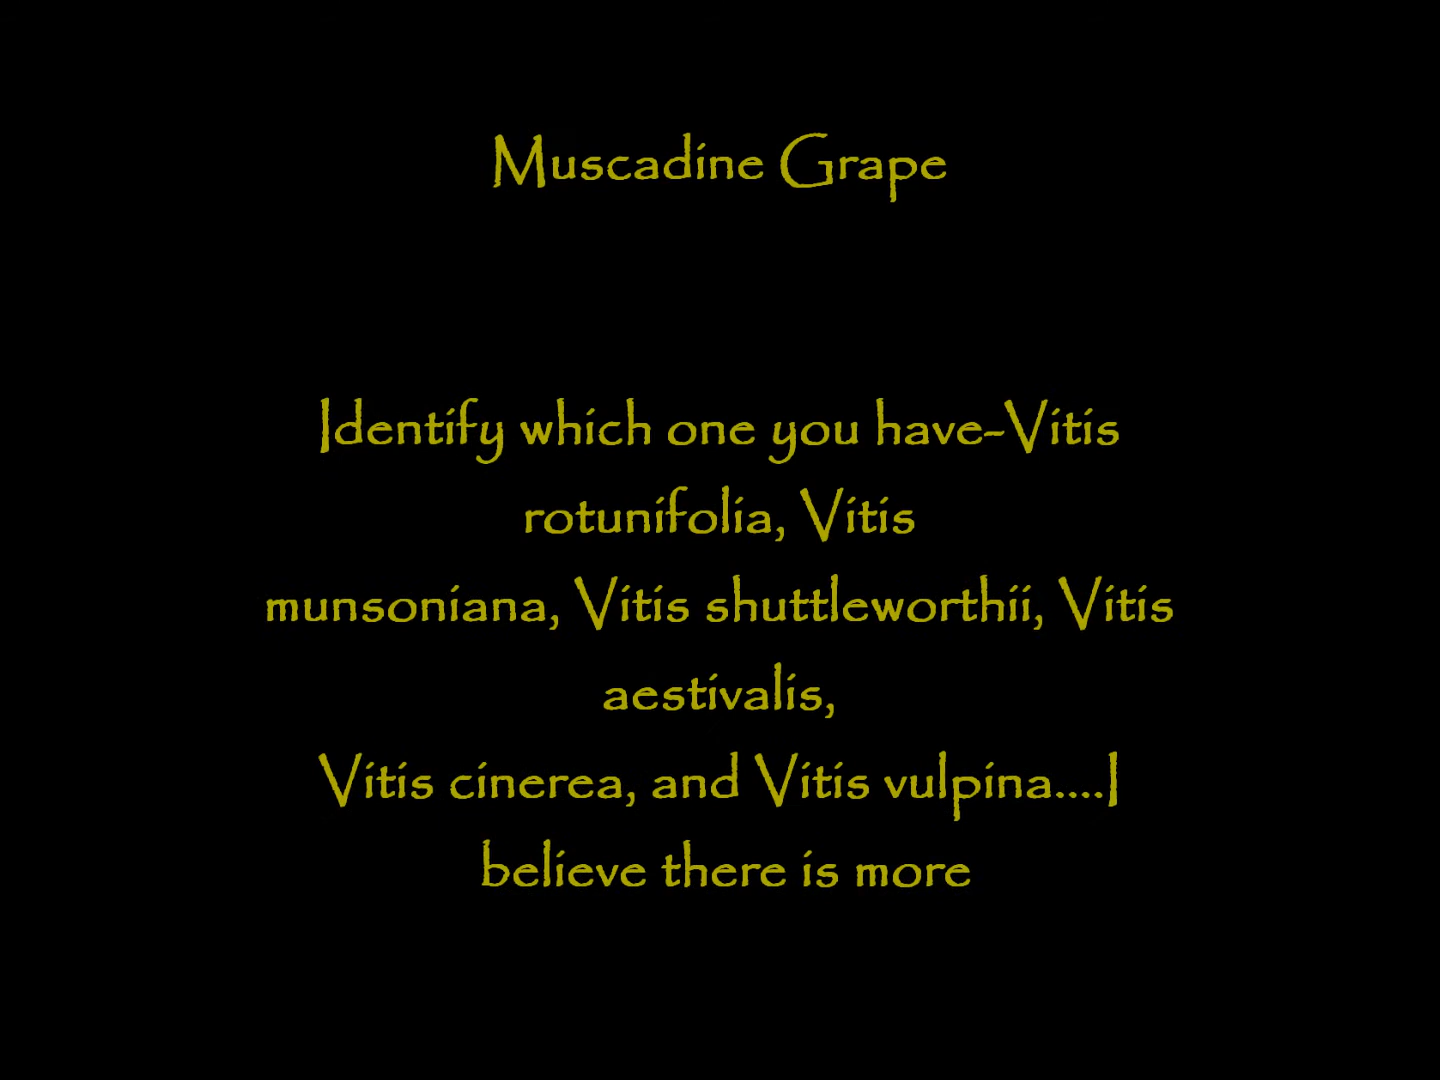 Muscadine Grape
Identify which one you have-Vitis
rotunifolia, Vitis
munsoniana, Vitis shuttleworthii, Vitis
aestivalis,
Vitis cinerea, and Vitis vulpina....I
believe there is more